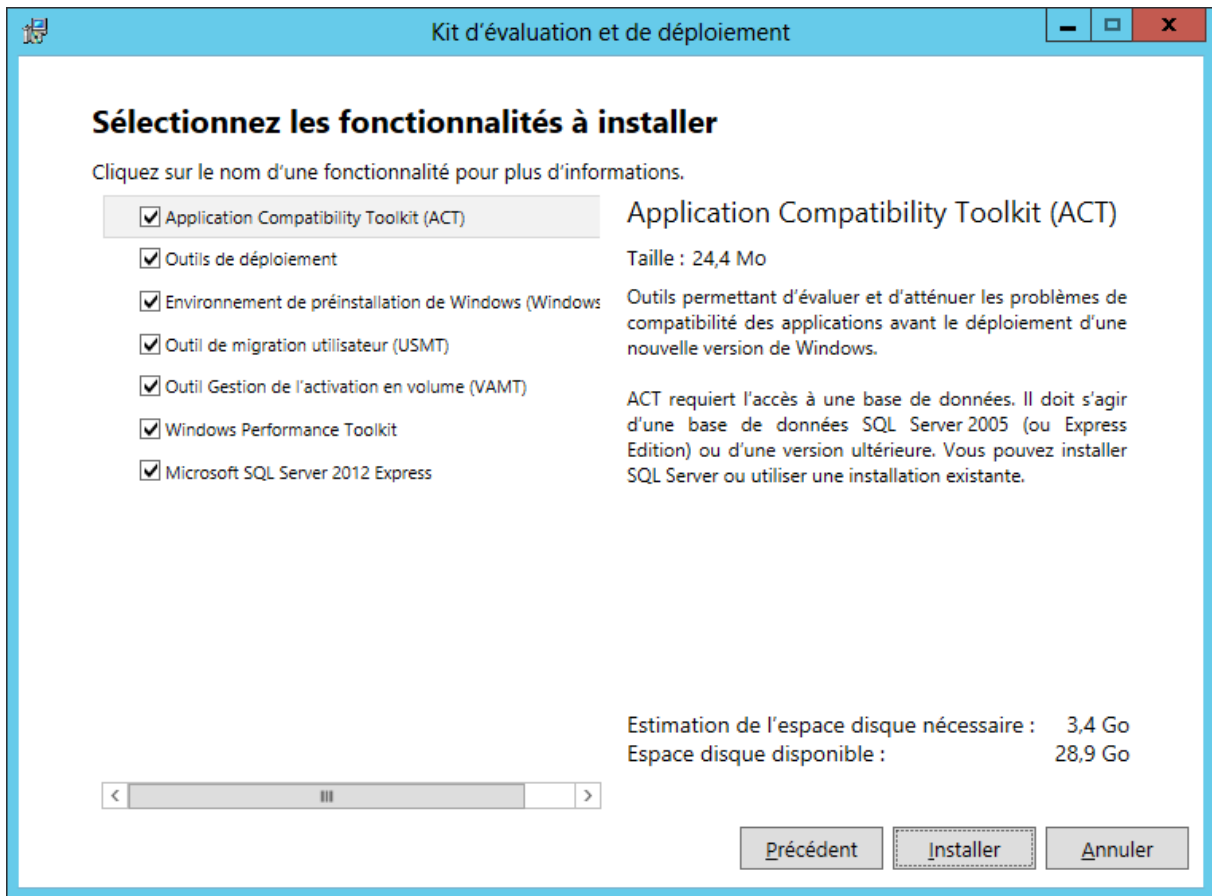 Kit d’évaluation et de déploiement
Sélectionnez les fonctionnalités à installer
Cliquez sur le nom d’une fonctionnalité pour plus d’informations.
Application Compatibility Toolkit (ACT)
Outils de déploiement
Environnement de préinstallation de Windows (Windows
Outil de migration utilisateur (USMT)
Outil Gestion de l’activation en volume (VAMT)
Windows Performance Toolkit
Microsoft SQL Server 2012 Express
Application Compatibility Toolkit (ACT)
Taille : 24,4 Mo
Outils permettant d’évaluer et d’atténuer les problèmes de
compatibilité des applications avant le déploiement d’une
nouvelle version de Windows.
ACT requiert l’accès à une base de données. Il doit s’agir
d’une base de données SQL Server 2005 (ou Express
Edition) ou d’une version ultérieure. Vous pouvez installer
SQL Server ou utiliser une installation existante.
Estimation de l’espace disque nécessaire : 3,4 Go
Espace disque disponible : 28,9 Go
Précédent
Installer
Annuler